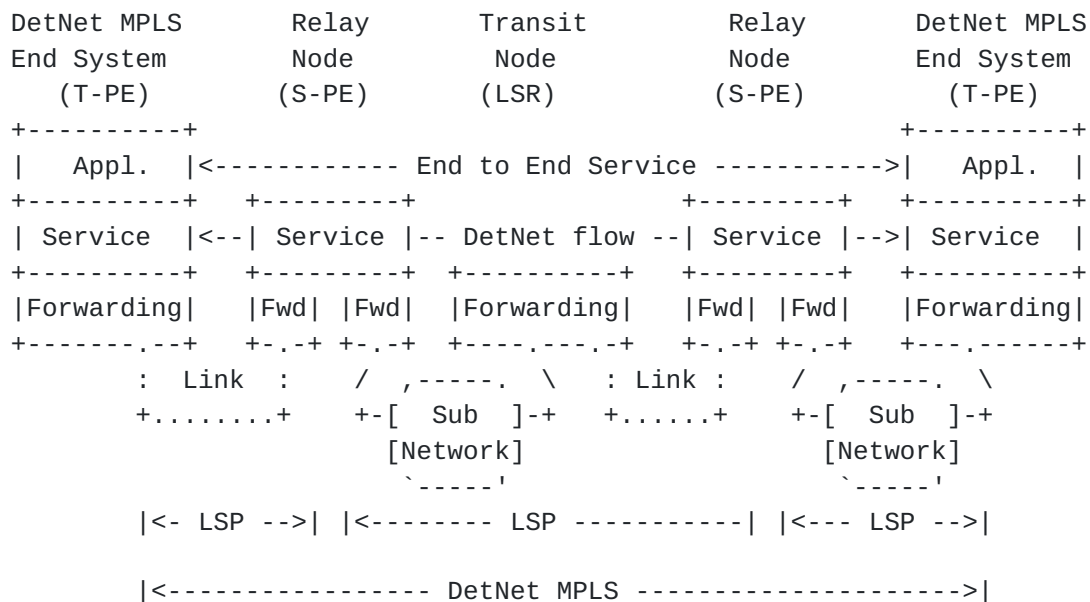 DetNet MPLS       Relay       Transit         Relay       DetNet MPLS
End System        Node         Node           Node        End System
   (T-PE)        (S-PE)       (LSR)          (S-PE)         (T-PE)
+----------+                                             +----------+
|   Appl.  |<------------ End to End Service ----------->|   Appl.  |
+----------+   +---------+                 +---------+   +----------+
| Service  |<--| Service |-- DetNet flow --| Service |-->| Service  |
+----------+   +---------+  +----------+   +---------+   +----------+
|Forwarding|   |Fwd| |Fwd|  |Forwarding|   |Fwd| |Fwd|   |Forwarding|
+-------.--+   +-.-+ +-.-+  +----.---.-+   +-.-+ +-.-+   +---.------+
        :  Link  :    /  ,-----.  \   : Link :    /  ,-----.  \
        +........+    +-[  Sub  ]-+   +......+    +-[  Sub  ]-+
                        [Network]                   [Network]
                         `-----'                     `-----'
        |<- LSP -->| |<-------- LSP -----------| |<--- LSP -->|
        |<----------------- DetNet MPLS --------------------->|